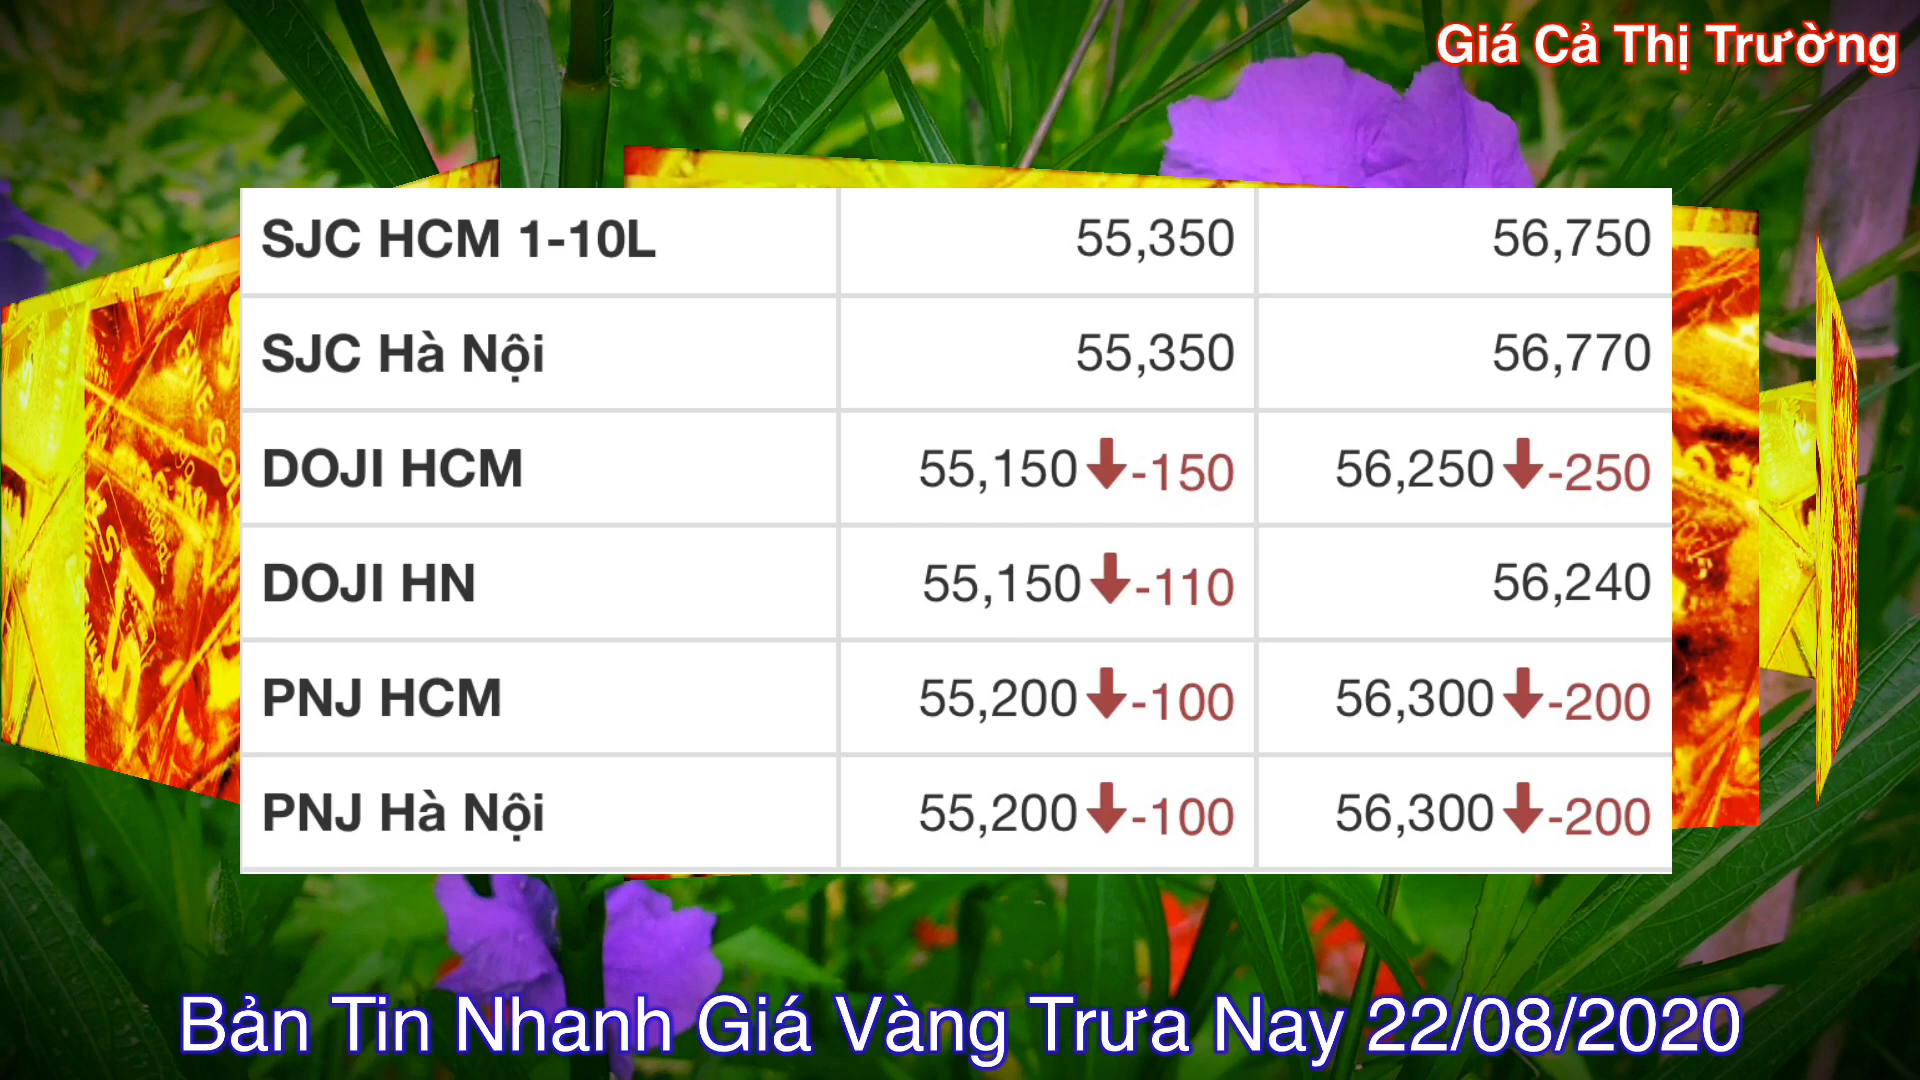 Giá Cả Thị Trường
SJC HCM 1-10L 55,350 56,750
SJC Hà Nội 55,350 56,770
DOJI HCM 55,150 -150 56,250 -250
DOJI HN 55,150 -110 56,240
PNJ HCM 55,200 -100 56,300 -200
PNJ Hà Nội 55,200 -100 56,300 -200
Bản Tin Nhanh Giá Vàng Trưa Nay 22/08/2020